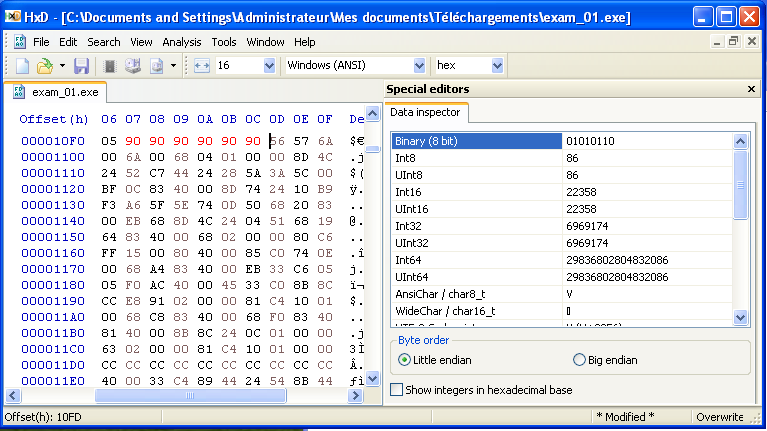 HxD - [C:\Documents and Settings\Administrateur\Mes documents\Téléchargements\exam_01.exe]
File Edit Search View Analysis Tools Window Help
16 Windows (ANSI) hex
exam_01.exe
Offset(h) 06 07 08 09 0A 0B 0C 0D 0E 0F De
000010F0 05 90 90 90 90 90 90 56 57 6A $€
00001100 00 6A 00 68 04 01 00 00 8D 4C .j
00001110 24 52 C7 44 24 28 5A 3A 5C 00 $(
00001120 BF 0C 83 40 00 8D 74 24 10 B9 ÿ.
00001130 F3 A6 5F 5E 74 0D 50 68 20 83 ..
00001140 00 EB 68 8D 4C 24 04 51 68 19 @.
00001150 64 83 40 00 68 02 00 00 80 C6 ..
00001160 FF 15 00 80 40 00 85 C0 74 0E .î
00001170 00 68 A4 83 40 00 EB 33 C6 05 j.
00001180 05 F0 AC 40 00 45 33 C0 8B 8C ï¬
00001190 CC E8 91 02 00 00 81 C4 10 01 $.
000011A0 00 68 C8 83 40 00 68 F0 83 40 ..
000011B0 81 40 00 8B 8C 24 0C 01 00 00 .j
000011C0 63 02 00 00 81 C4 10 01 00 00 3Ì
000011D0 CC CC CC CC CC CC CC CC CC CC Â.
000011E0 40 00 33 C4 89 44 24 54 8B 44 ƒì
Special editors
Data inspector
Binary (8 bit) 01010110
Int8 86
UInt8 86
Int16 22358
UInt16 22358
Int32 6969174
UInt32 6969174
Int64 29836802804832086
UInt64 29836802804832086
AnsiChar / char8_t V
WideChar / char16_t
Byte order
Little endian Big endian
Show integers in hexadecimal base
Offset(h): 10FD * Modified * Overwrite